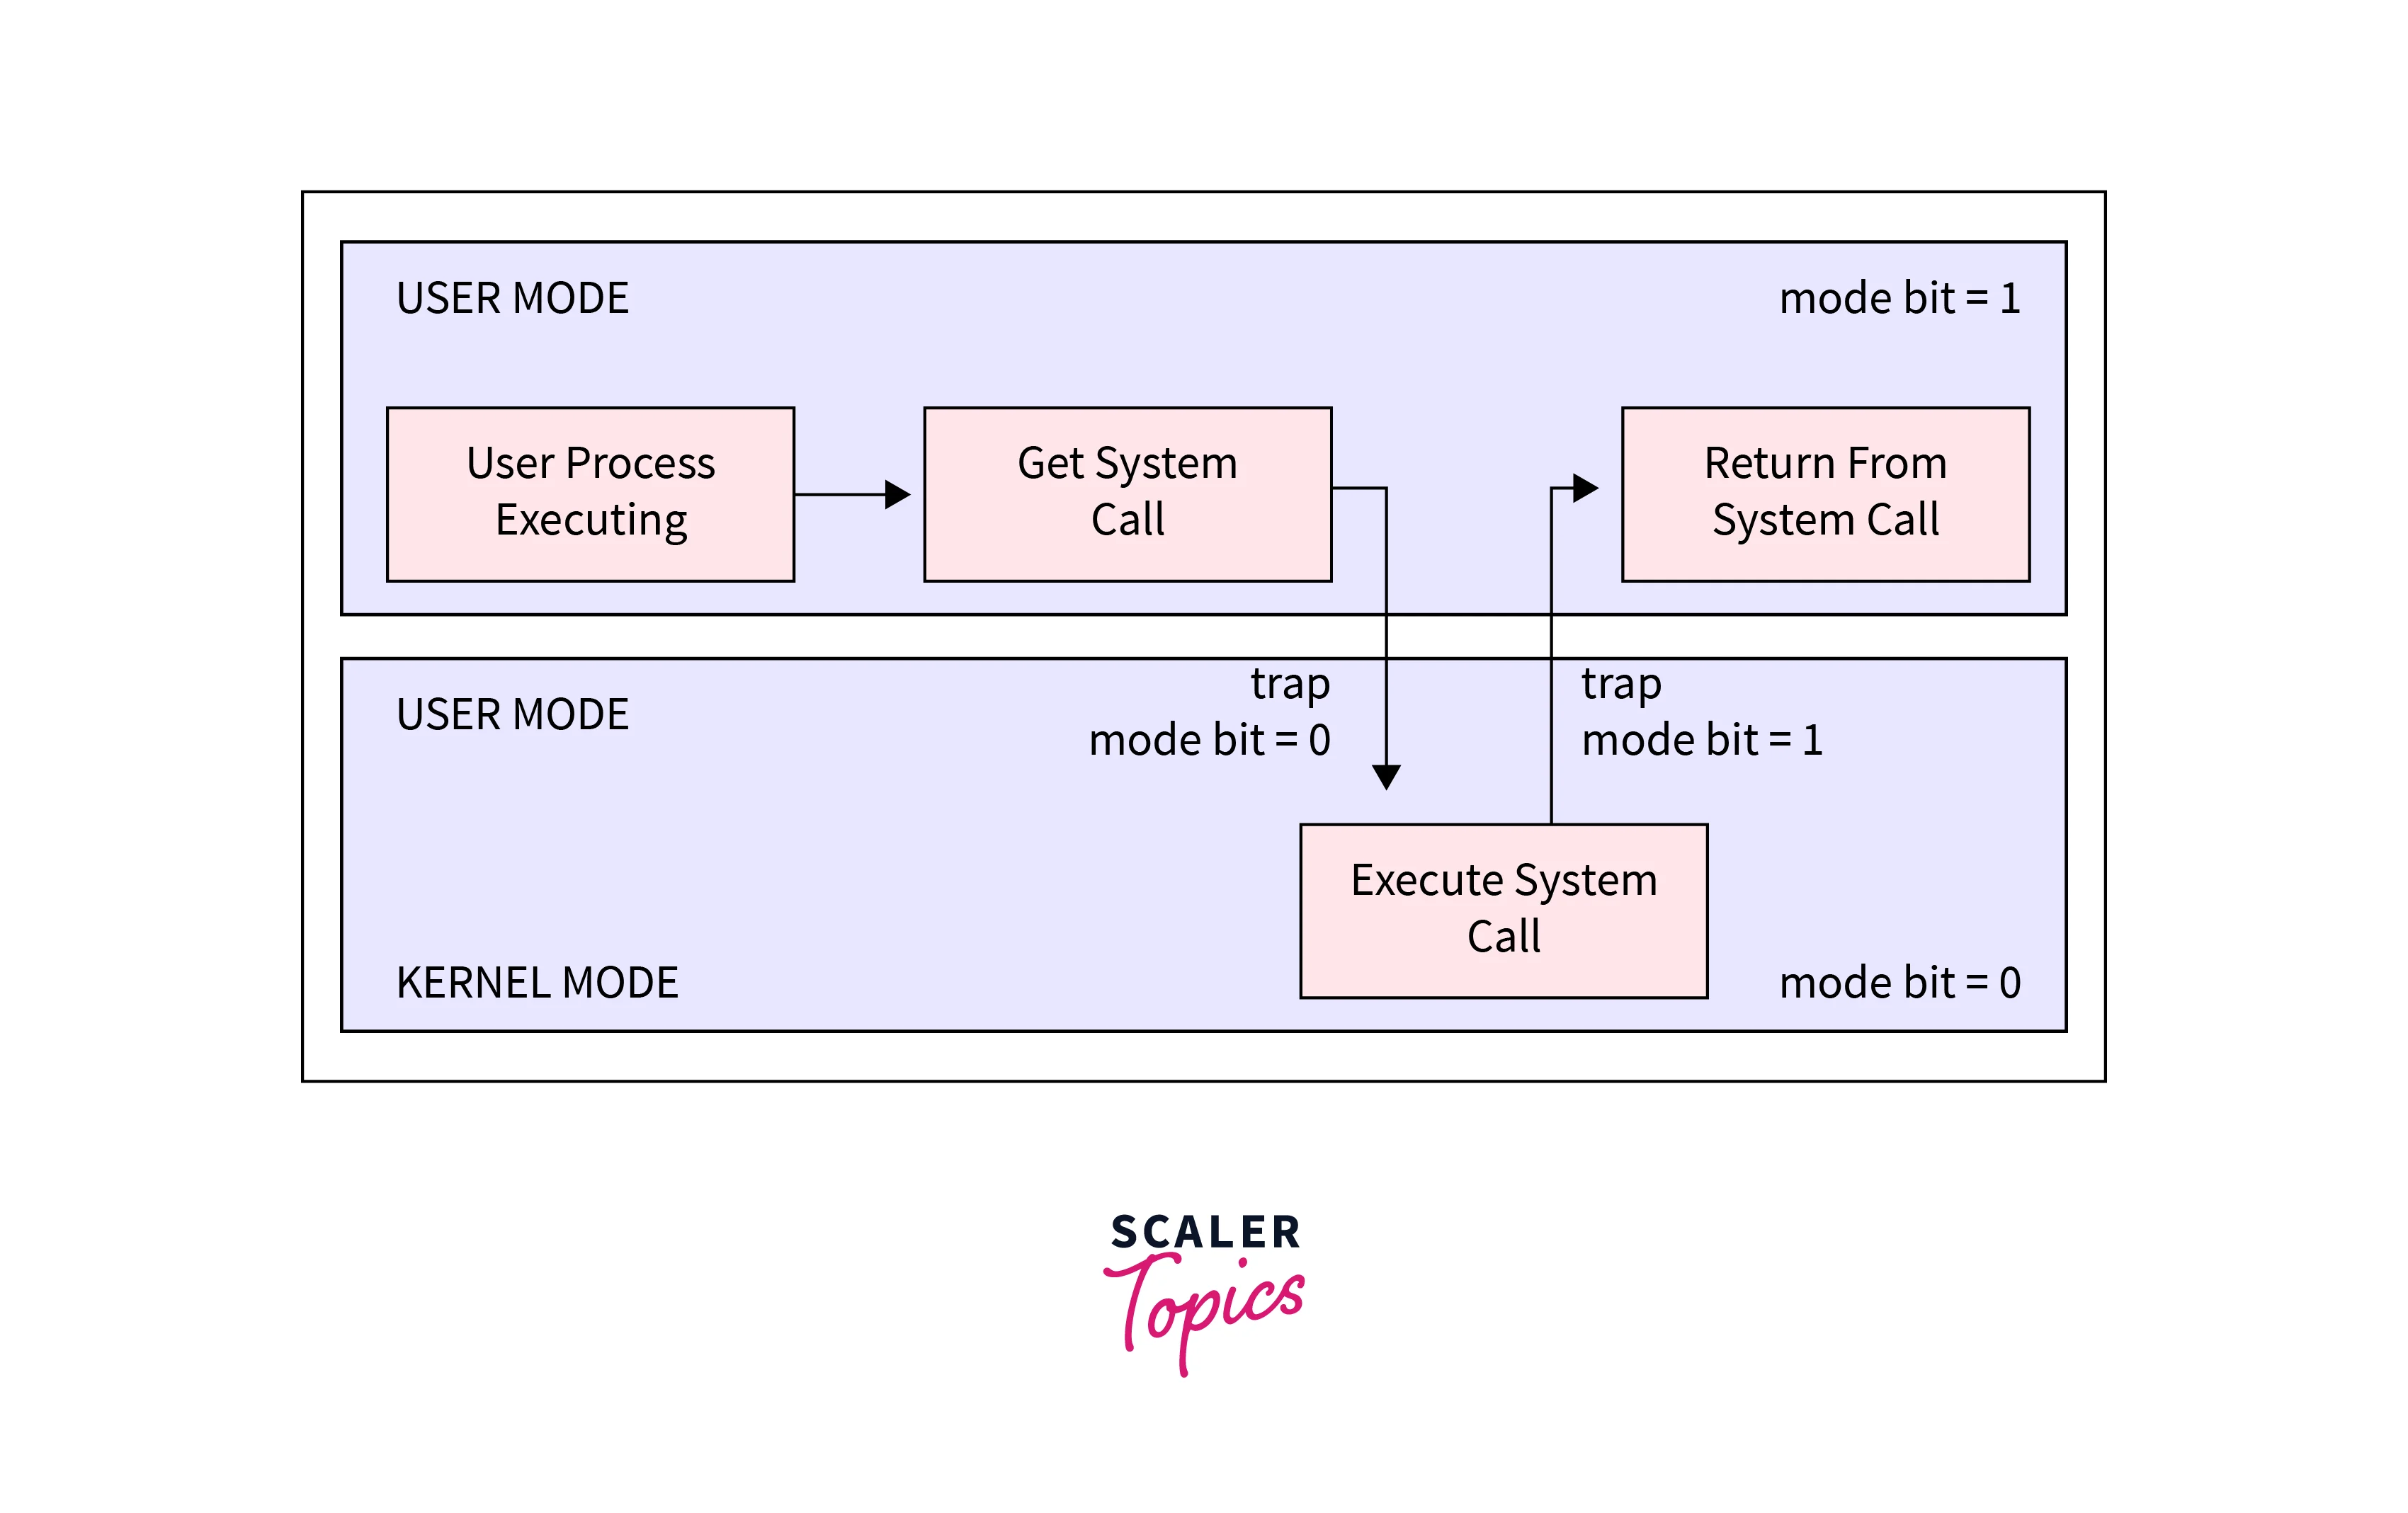 USER MODE
mode bit = 1
User Process
Executing
Get System
Call
Return From
System Call
USER MODE
trap
mode bit = 0
trap
mode bit = 1
Execute System
Call
KERNEL MODE
mode bit = 0
SCALER
Topics